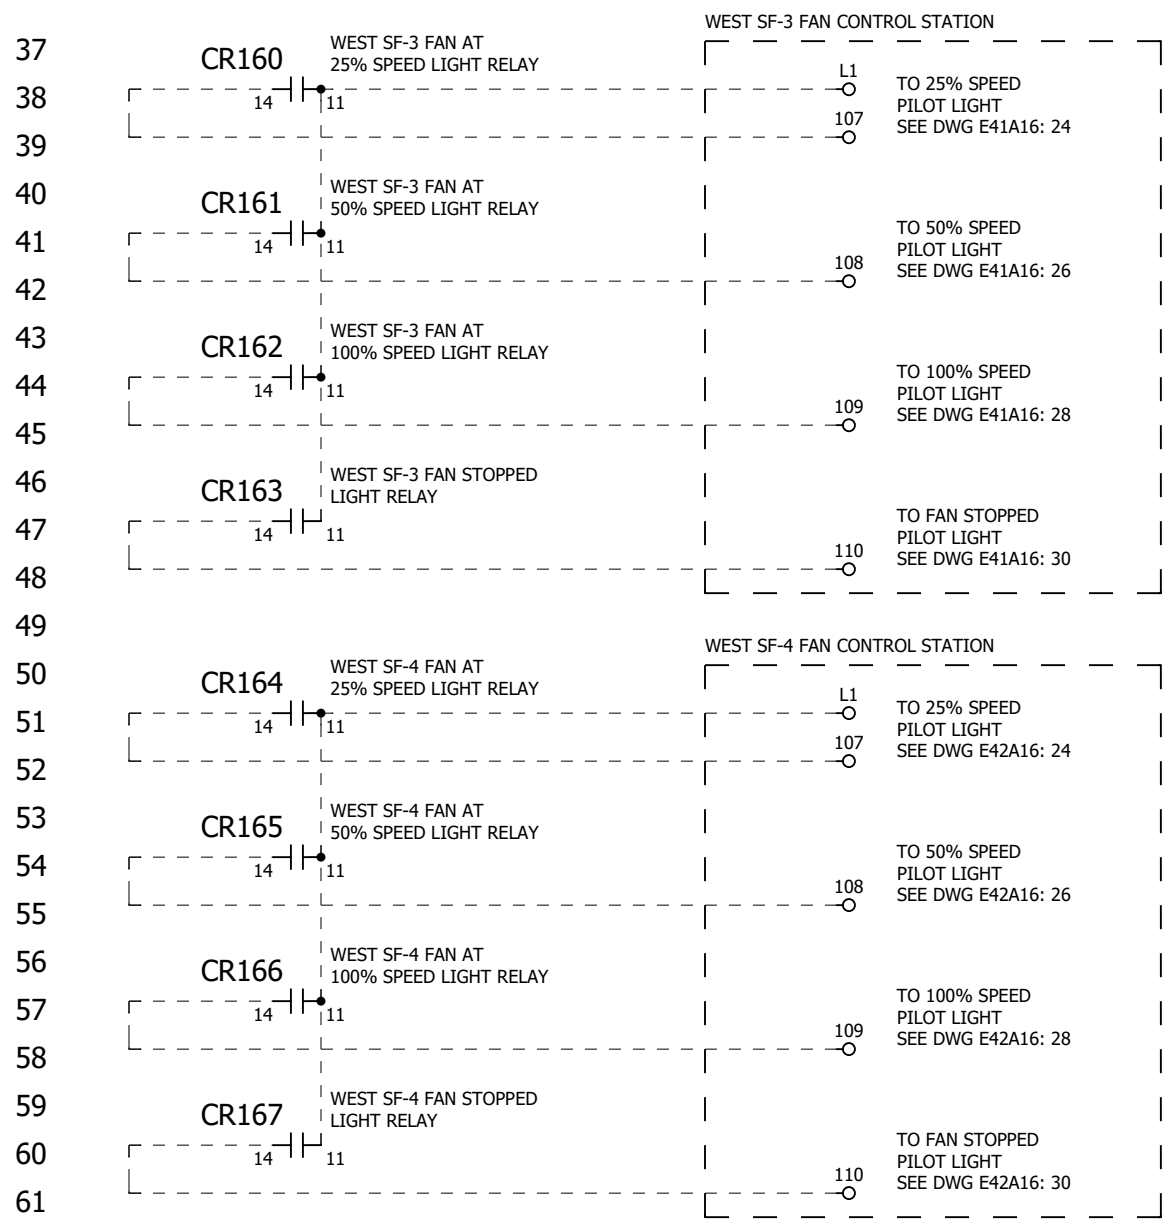 WEST SF-3 FAN CONTROL STATION
37
CR160
WEST SF-3 FAN AT
25% SPEED LIGHT RELAY
38
14
11
L1
TO 25% SPEED
PILOT LIGHT
SEE DWG E41A16: 24
107
39
40
CR161
WEST SF-3 FAN AT
50% SPEED LIGHT RELAY
41
14
11
TO 50% SPEED
PILOT LIGHT
SEE DWG E41A16: 26
108
42
43
CR162
WEST SF-3 FAN AT
100% SPEED LIGHT RELAY
44
14
11
TO 100% SPEED
PILOT LIGHT
SEE DWG E41A16: 28
109
45
46
CR163
WEST SF-3 FAN STOPPED
LIGHT RELAY
47
14
11
TO FAN STOPPED
PILOT LIGHT
SEE DWG E41A16: 30
110
48
49
WEST SF-4 FAN CONTROL STATION
50
CR164
WEST SF-4 FAN AT
25% SPEED LIGHT RELAY
51
14
11
L1
TO 25% SPEED
PILOT LIGHT
SEE DWG E42A16: 24
107
52
53
CR165
WEST SF-4 FAN AT
50% SPEED LIGHT RELAY
54
14
11
TO 50% SPEED
PILOT LIGHT
SEE DWG E42A16: 26
108
55
56
CR166
WEST SF-4 FAN AT
100% SPEED LIGHT RELAY
57
14
11
TO 100% SPEED
PILOT LIGHT
SEE DWG E42A16: 28
109
58
59
CR167
WEST SF-4 FAN STOPPED
LIGHT RELAY
60
14
11
TO FAN STOPPED
PILOT LIGHT
SEE DWG E42A16: 30
110
61